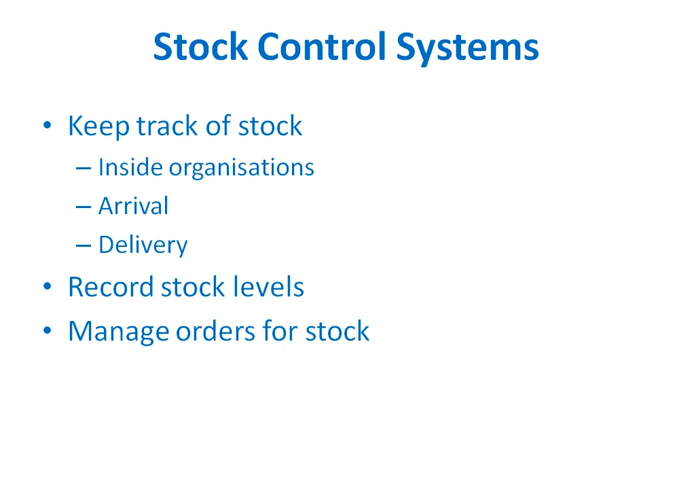 Stock Control Systems
• Keep track of stock
– Inside organisations
– Arrival
– Delivery
• Record stock levels
• Manage orders for stock